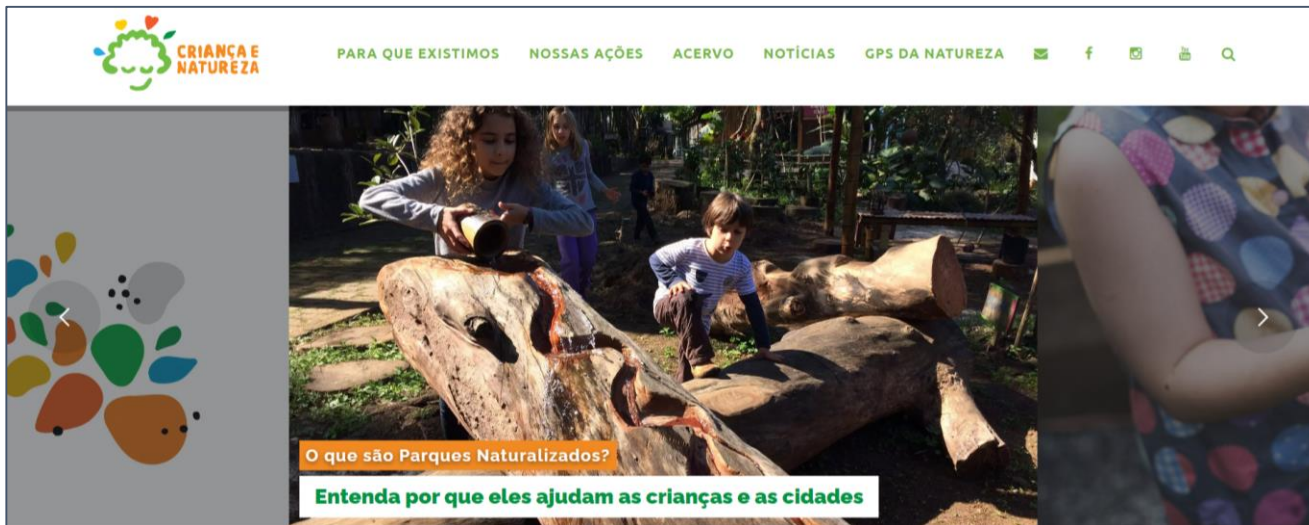 CRIANÇA E
NATUREZA
PARA QUE EXISTIMOS NOSSAS AÇÕES ACERVO NOTÍCIAS GPS DA NATUREZA
O que são Parques Naturalizados?
Entenda por que eles ajudam as crianças e as cidades